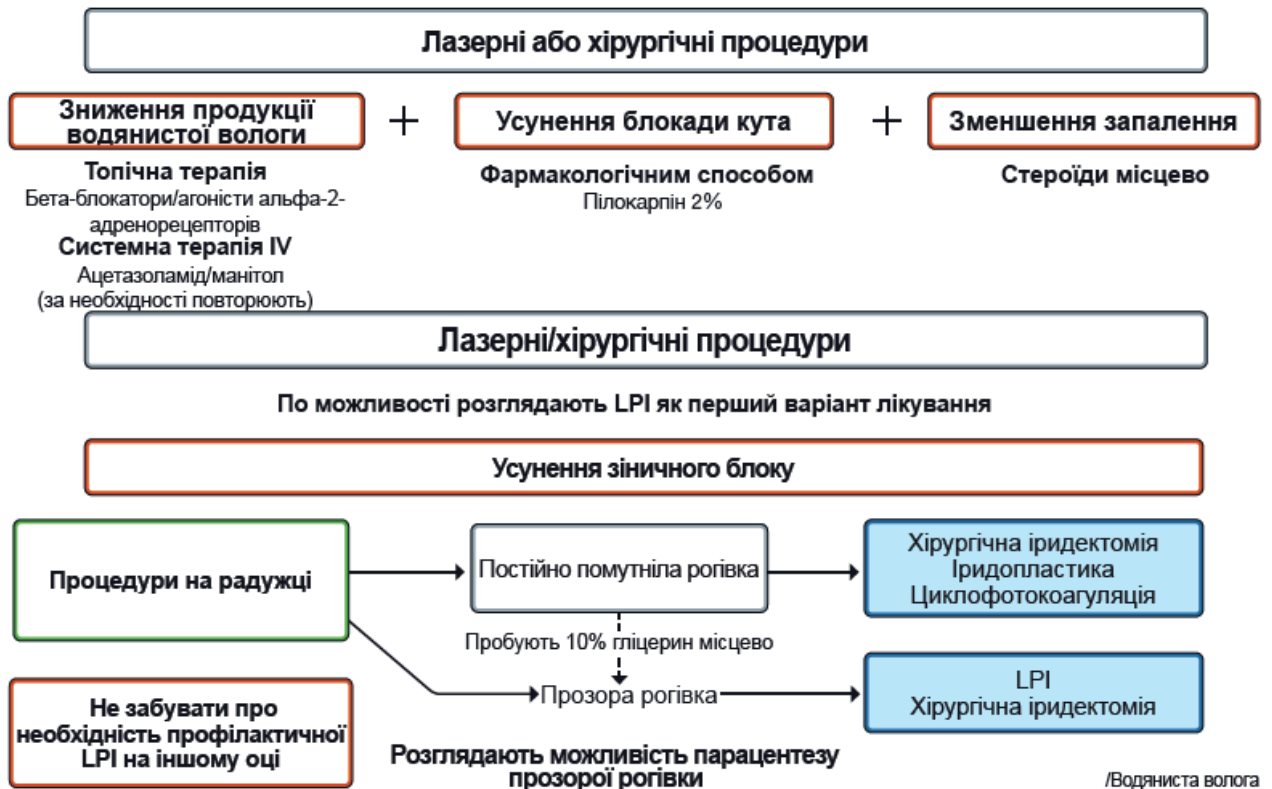 Лазерні або хірургічні процедури
Зниження продукції
водянистої вологи
+
Усунення блокади кута
+
Зменшення запалення
Топічна терапія
Бета-блокатори/агоністи альфа-2-
адренорецепторів
Системна терапія IV
Ацетазоламід/манітол
(за необхідності повторюють)
Фармакологічним способом
Пілокарпін 2%
Стероїди місцево
Лазерні/хірургічні процедури
По можливості розглядають LPI як перший варіант лікування
Усунення зіничного блоку
Процедури на радужці
Постійно помутніла рогівка
Хірургічна іридектомія
Іридопластика
Циклофотокоагуляція
Пробують 10% гліцерин місцево
Прозора рогівка
LPI
Хірургічна іридектомія
Не забувати про
необхідність профілактичної
LPI на іншому оці
Розглядають можливість парацентезу
прозорої рогівки
/Водяниста волога